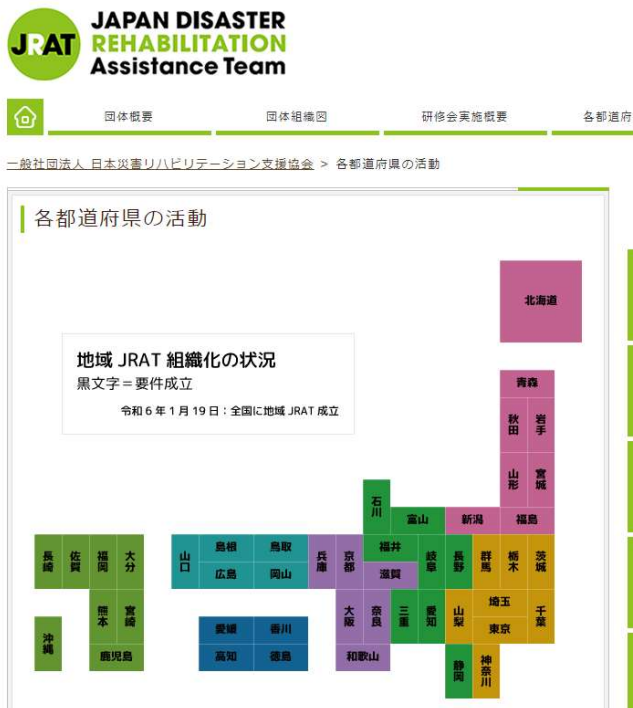 JRAT
JAPAN DISASTER
REHABILITATION
Assistance Team
団体概要
団体組織図
研修会実施概要
各都道府
一般社団法人 日本災害リハビリテーション支援協会 > 各都道府県の活動
各都道府県の活動
北海道
地域 JRAT 組織化の状況
黒文字=要件成立
令和 6 年 1 月 19 日:全国に地域 JRAT 成立
青森
秋田
岩手
山形
宮城
石川
富山
新潟
福島
長崎
佐賀
福岡
大分
山口
島根
鳥取
兵庫
京都
福井
岐阜
長野
群馬
栃木
茨城
広島
岡山
滋賀
熊本
宮崎
大阪
奈良
三重
愛知
山梨
埼玉
千葉
沖縄
愛媛
香川
東京
鹿児島
高知
徳島
和歌山
静岡
神奈川